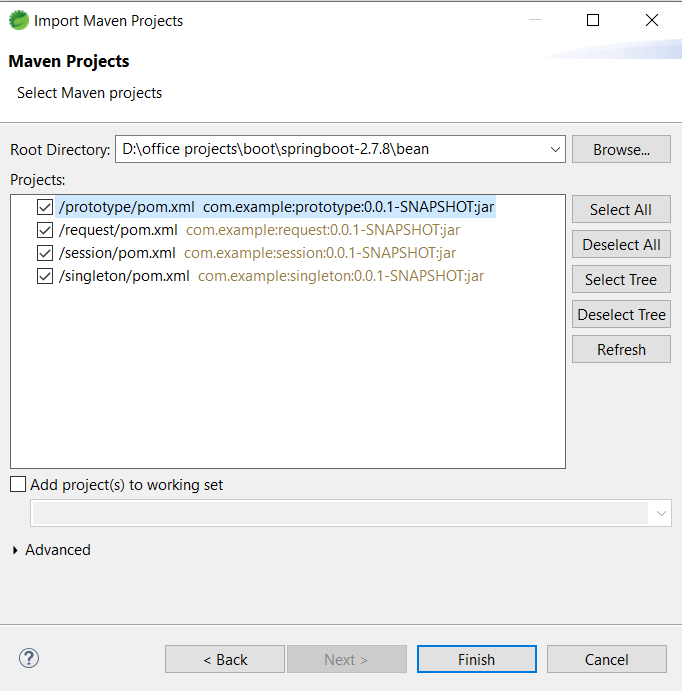 Import Maven Projects
Maven Projects
Select Maven projects
Root Directory: D:\office projects\boot\springboot-2.7.8\bean Browse...
Projects:
/prototype/pom.xml com.example:prototype:0.0.1-SNAPSHOT:jar Select All
/request/pom.xml com.example:request:0.0.1-SNAPSHOT:jar Deselect All
/session/pom.xml com.example:session:0.0.1-SNAPSHOT:jar Select Tree
/singleton/pom.xml com.example:singleton:0.0.1-SNAPSHOT:jar Deselect Tree
Refresh
Add project(s) to working set
Advanced
? < Back Next > Finish Cancel